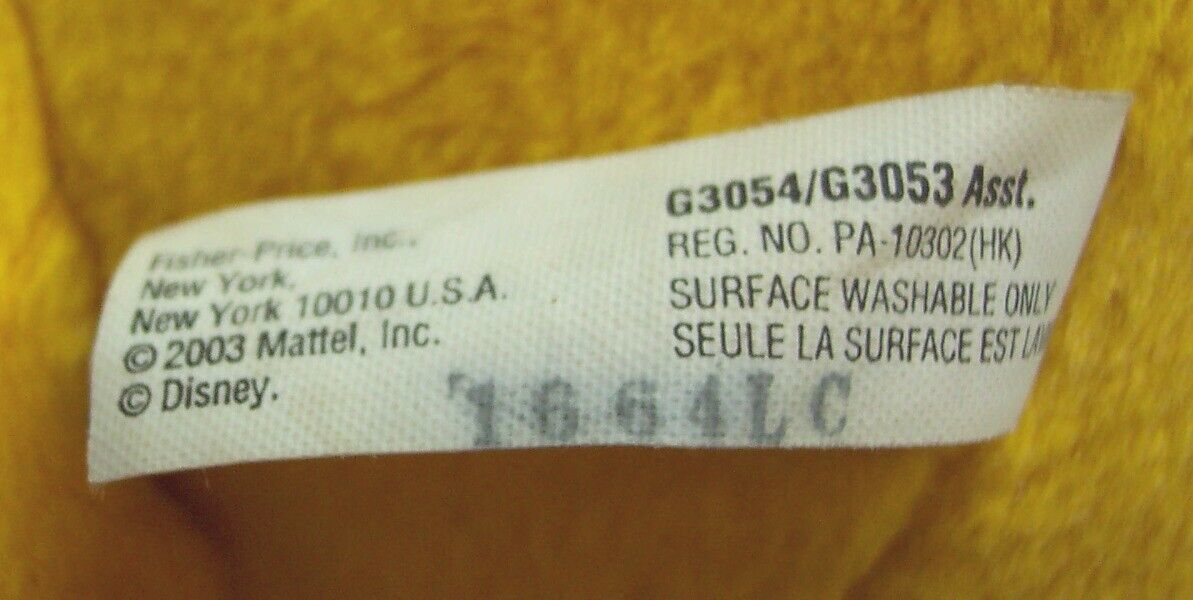 Fisher-Price, Inc.,
New York,
New York 10010 U.S.A.
© 2003 Mattel, Inc.
© Disney.
G3054/G3053 Asst.
REG. NO. PA-10302(HK)
SURFACE WASHABLE ONLY
SEULE LA SURFACE EST
1664LC